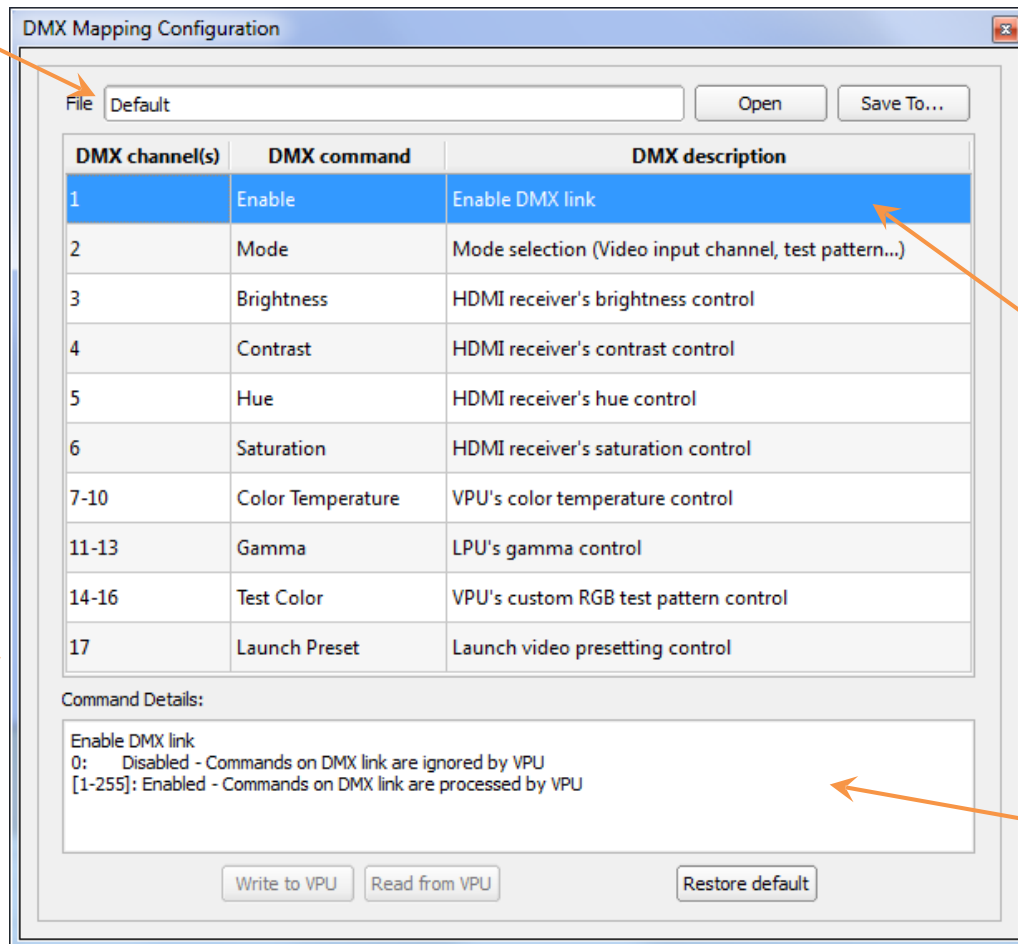 DMX Mapping Configuration
File Default Open Save To...
DMX channel(s) DMX command DMX description
1 Enable Enable DMX link
2 Mode Mode selection (Video input channel, test pattern...)
3 Brightness HDMI receiver's brightness control
4 Contrast HDMI receiver's contrast control
5 Hue HDMI receiver's hue control
6 Saturation HDMI receiver's saturation control
7-10 Color Temperature VPU's color temperature control
11-13 Gamma LPU's gamma control
14-16 Test Color VPU's custom RGB test pattern control
17 Launch Preset Launch video presetting control
Command Details:
Enable DMX link
0: Disabled - Commands on DMX link are ignored by VPU
[1-255]: Enabled - Commands on DMX link are processed by VPU
Write to VPU Read from VPU Restore default